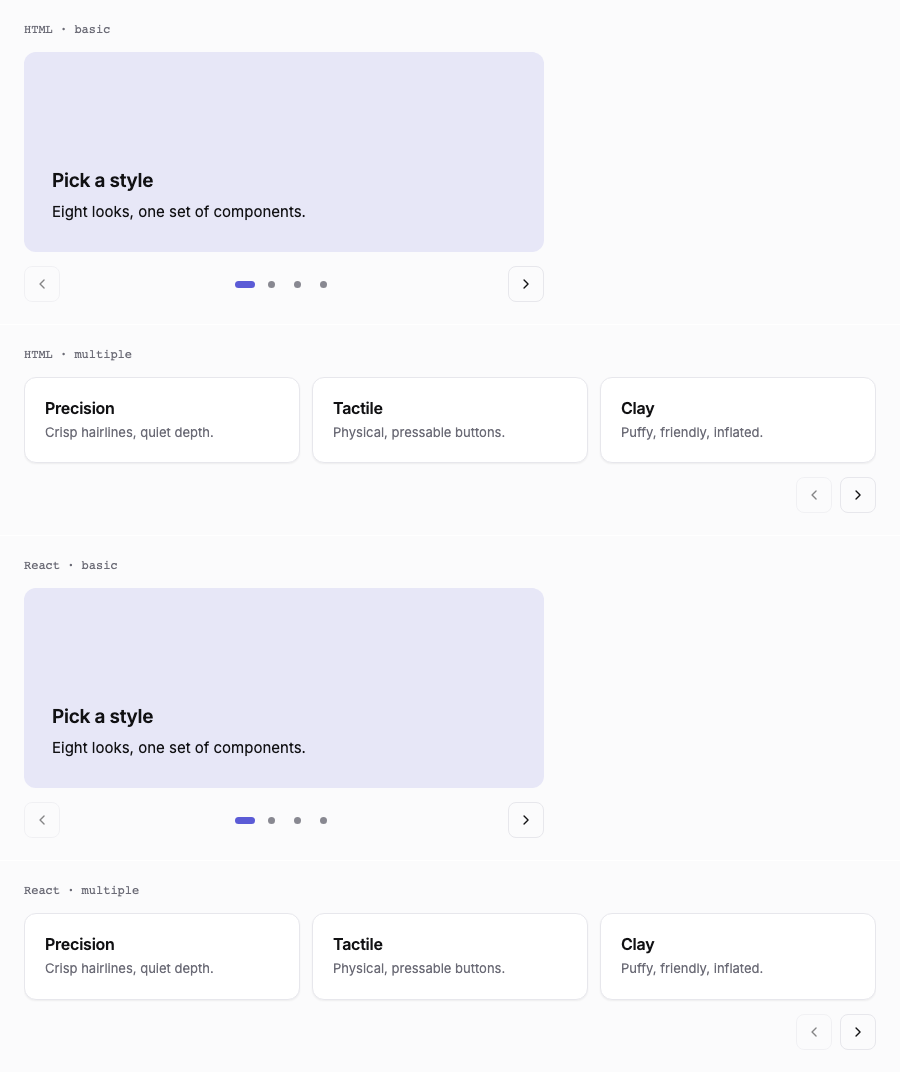 HTML · basic
Pick a style
Eight looks, one set of components.
HTML · multiple
Precision
Crisp hairlines, quiet depth.
Tactile
Physical, pressable buttons.
Clay
Puffy, friendly, inflated.
React · basic
Pick a style
Eight looks, one set of components.
React · multiple
Precision
Crisp hairlines, quiet depth.
Tactile
Physical, pressable buttons.
Clay
Puffy, friendly, inflated.